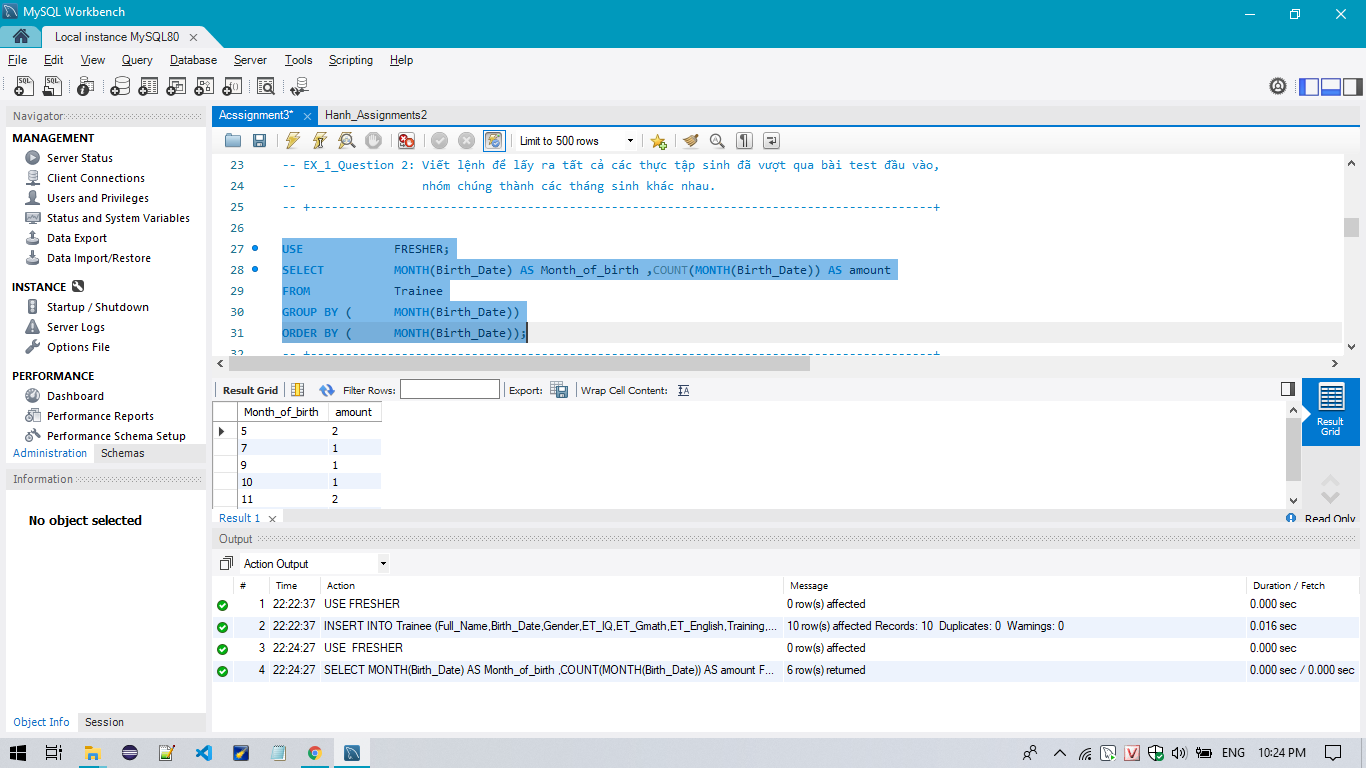 MySQL Workbench
Local instance MySQL80
File Edit View Query Database Server Tools Scripting Help
Navigator
MANAGEMENT
Server Status
Client Connections
Users and Privileges
Status and System Variables
Data Export
Data Import/Restore
INSTANCE
Startup / Shutdown
Server Logs
Options File
PERFORMANCE
Dashboard
Performance Reports
Performance Schema Setup
Administration Schemas
Information
No object selected
Object Info Session
Acssignment3* Hanh_Assignments2
Limit to 500 rows
23 -- EX_1_Question 2: Viết lệnh để lấy ra tất cả các thực tập sinh đã vượt qua bài test đầu vào,
24 -- nhóm chúng thành các tháng sinh khác nhau.
25 -- +------------------------------------------------------------------------------------------+
26
27 USE FRESHER;
28 SELECT MONTH(Birth_Date) AS Month_of_birth ,COUNT(MONTH(Birth_Date)) AS amount
29 FROM Trainee
30 GROUP BY ( MONTH(Birth_Date))
31 ORDER BY ( MONTH(Birth_Date));
32 -- +------------------------------------------------------------------------------------------+
Result Grid Filter Rows: Export: Wrap Cell Content:
Month_of_birth amount
5 2
7 1
9 1
10 1
11 2
Result Grid
Result 1 Read Only
Output
Action Output
# Time Action Message Duration / Fetch
1 22:22:37 USE FRESHER 0 row(s) affected 0.000 sec
2 22:22:37 INSERT INTO Trainee (Full_Name,Birth_Date,Gender,ET_IQ,ET_Gmath,ET_English,Training,... 10 row(s) affected Records: 10 Duplicates: 0 Warnings: 0 0.016 sec
3 22:24:27 USE FRESHER 0 row(s) affected 0.000 sec
4 22:24:27 SELECT MONTH(Birth_Date) AS Month_of_birth ,COUNT(MONTH(Birth_Date)) AS amount F... 6 row(s) returned 0.000 sec / 0.000 sec
ENG 10:24 PM